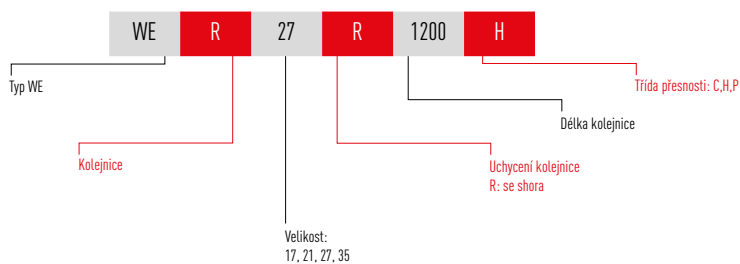 WE R 27 R 1200 H
Typ WE
Třída přesnosti: C,H,P
Délka kolejnice
Kolejnice
Uchycení kolejnice
R: se shora
Velikost:
17, 21, 27, 35